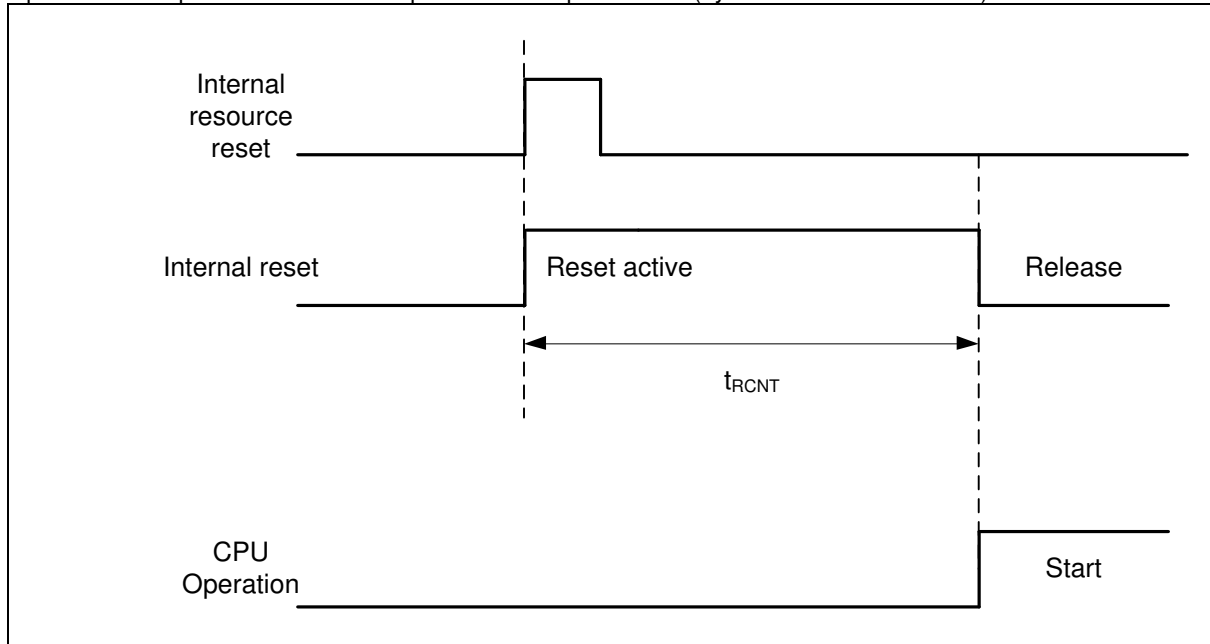 Internal
resource
reset
Internal reset
Reset active
Release
tRCNT
CPU
Operation
Start